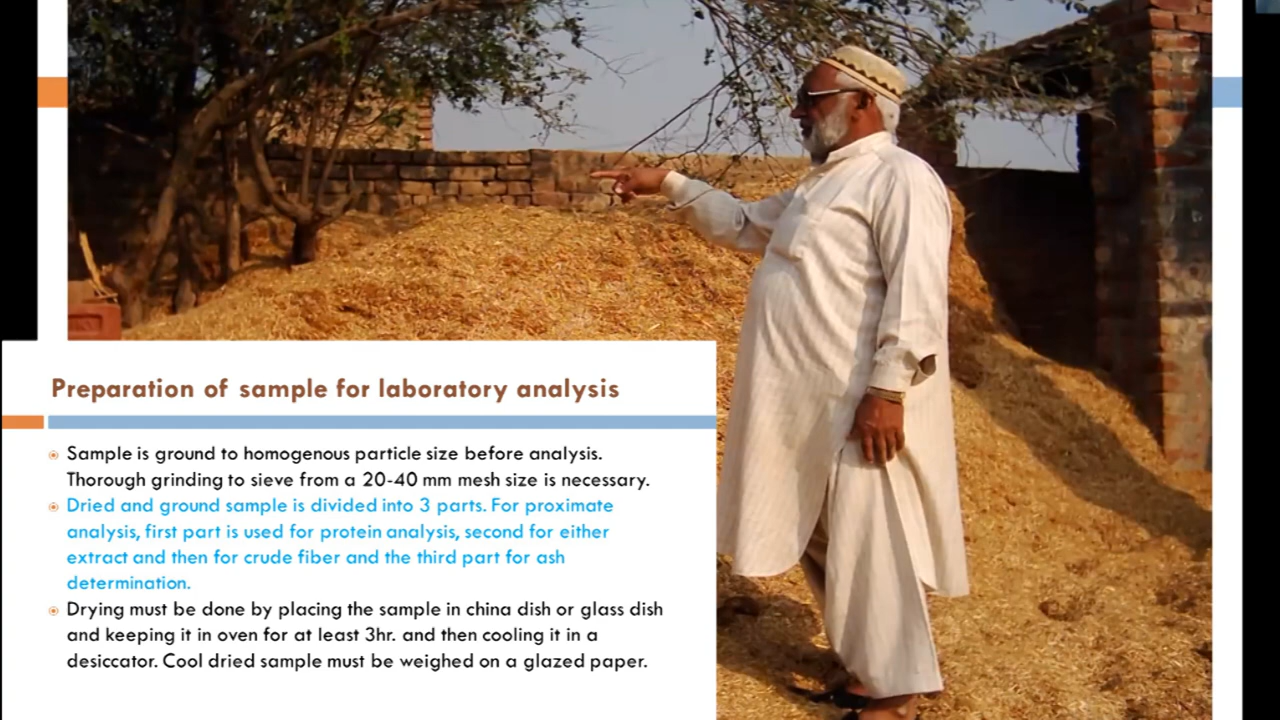 Preparation of sample for laboratory analysis
Sample is ground to homogenous particle size before analysis.
Thorough grinding to sieve from a 20-40 mm mesh size is necessary.
Dried and ground sample is divided into 3 parts. For proximate
analysis, first part is used for protein analysis, second for either
extract and then for crude fiber and the third part for ash
determination.
Drying must be done by placing the sample in china dish or glass dish
and keeping it in oven for at least 3hr. and then cooling it in a
desiccator. Cool dried sample must be weighed on a glazed paper.